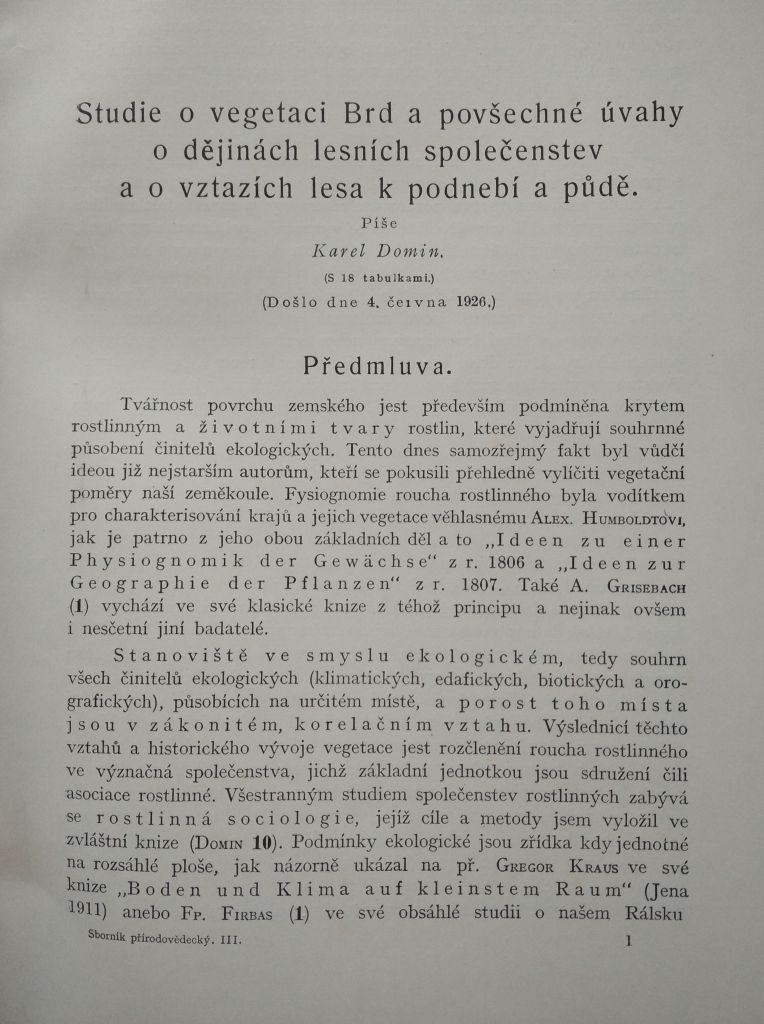 Studie o vegetaci Brd a povšechné úvahy
o dějinách lesních společenstev
a o vztazích lesa k podnebí a půdě.
Píše
Karel Domin.
(S 18 tabulkami.)
(Došlo dne 4. června 1926.)
Předmluva.
Tvářnost povrchu zemského jest především podmíněna krytem
rostlinným a životními tvary rostlin, které vyjadřují souhrnné
působení činitelů ekologických. Tento dnes samozřejmý fakt byl vůdčí
ideou již nejstarším autorům, kteří se pokusili přehledně vylíčiti vegetační
poměry naší zeměkoule. Fysiognomie roucha rostlinného byla vodítkem
pro charakterisování krajů a jejich vegetace věhlasnému Alex. Humboldtovi,
jak je patrno z jeho obou základních děl a to „Ideen zu einer
Physiognomik der Gewächse“ z r. 1806 a „Ideen zur
Geographie der Pflanzen“ z r. 1807. Také A. Grisebach
(1) vychází ve své klasické knize z téhož principu a nejinak ovšem
i nesčetní jiní badatelé.
Stanoviště ve smyslu ekologickém, tedy souhrn
všech činitelů ekologických (klimatických, edafických, biotických a oro-
grafických), působících na určitém místě, a porost toho místa
jsou v zákonitém, korelačním vztahu. Výslednicí těchto
vztahů a historického vývoje vegetace jest rozčlenění roucha rostlinného
ve význačná společenstva, jichž základní jednotkou jsou sdružení čili
asociace rostlinné. Všestranným studiem společenstev rostlinných zabývá
se rostlinná sociologie, jejíž cíle a metody jsem vyložil ve
zvláštní knize (Domin 10). Podmínky ekologické jsou zřídka kdy jednotné
na rozsáhlé ploše, jak názorně ukázal na př. Gregor Kraus ve své
knize „Boden und Klima auf kleinstem Raum“ (Jena
1911) anebo Fp. Firbas (1) ve své obsáhlé studii o našem Rálsku
Sborník přírodovědecký. III.
1